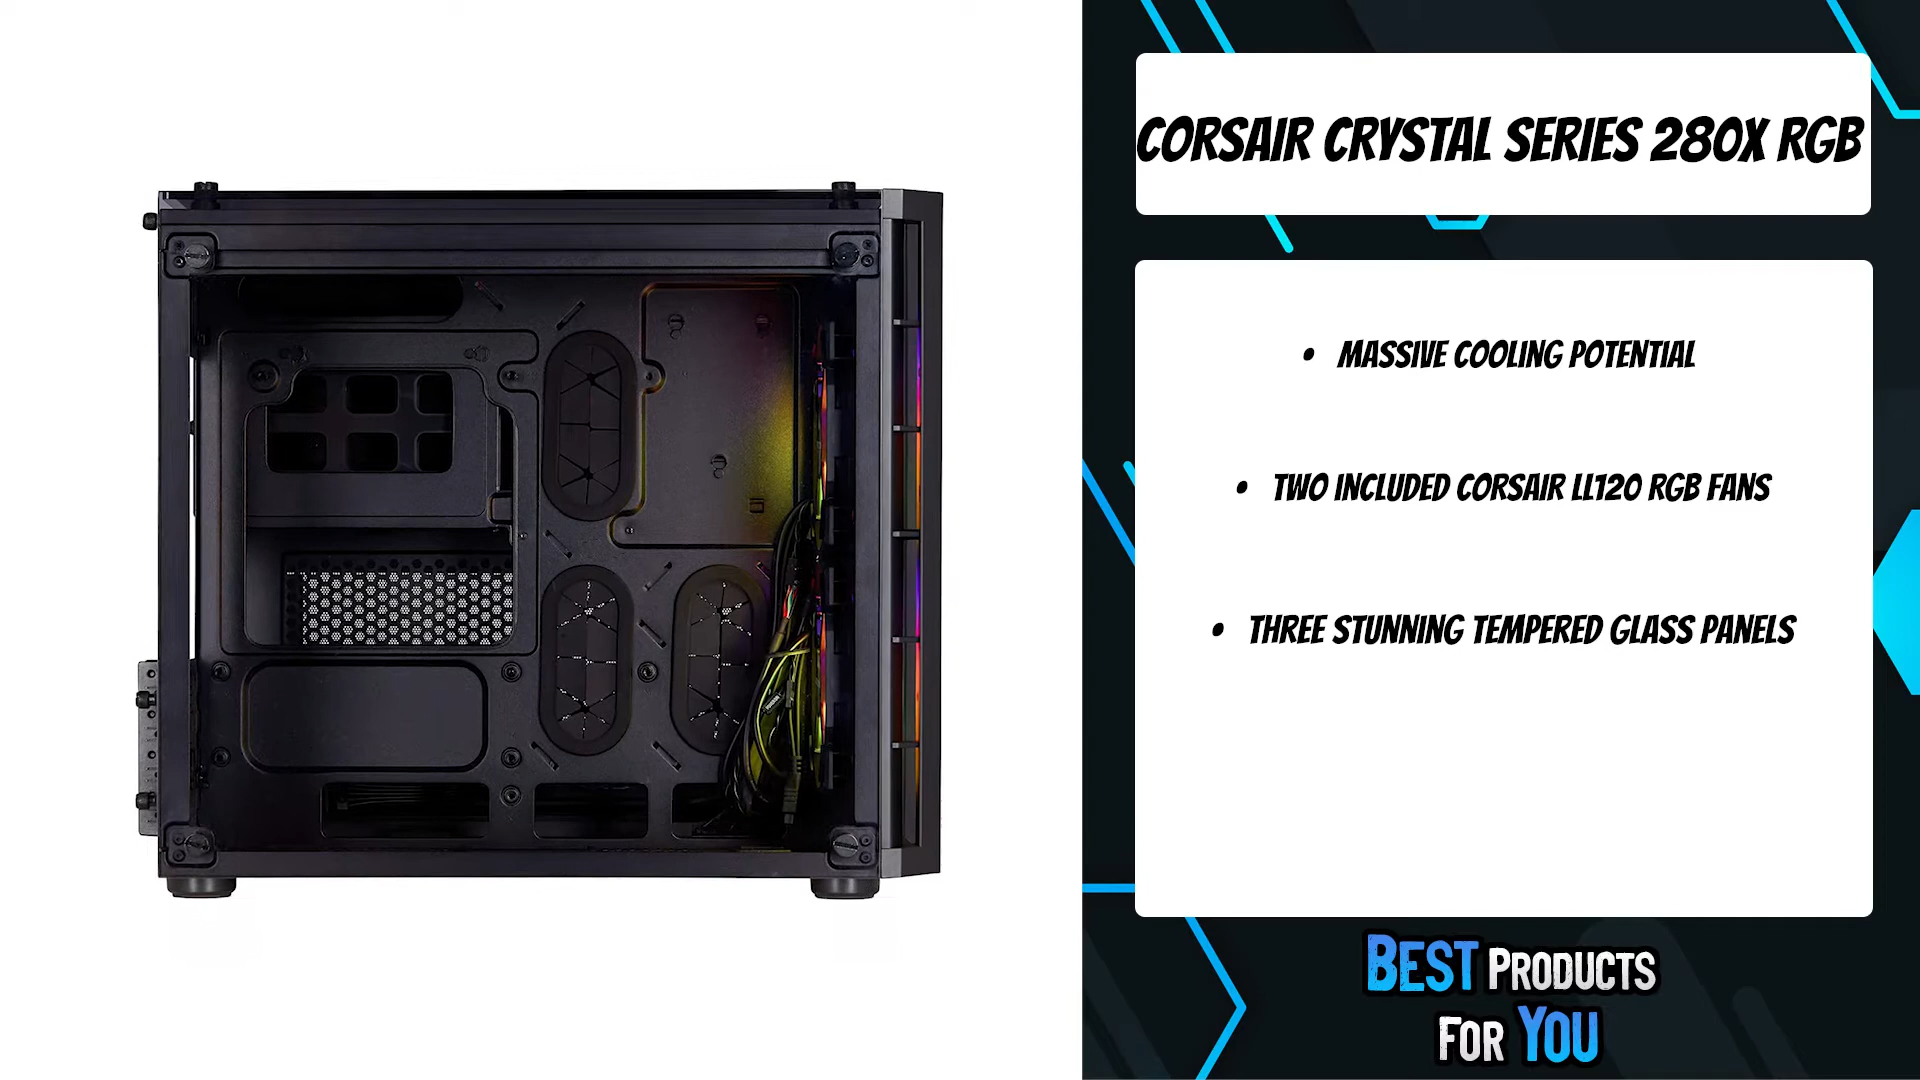 CORSAIR CRYSTAL SERIES 280X RGB
• MASSIVE COOLING POTENTIAL
• TWO INCLUDED CORSAIR LL120 RGB FANS
• THREE STUNNING TEMPERED GLASS PANELS
BEST PRODUCTS
FOR YOU